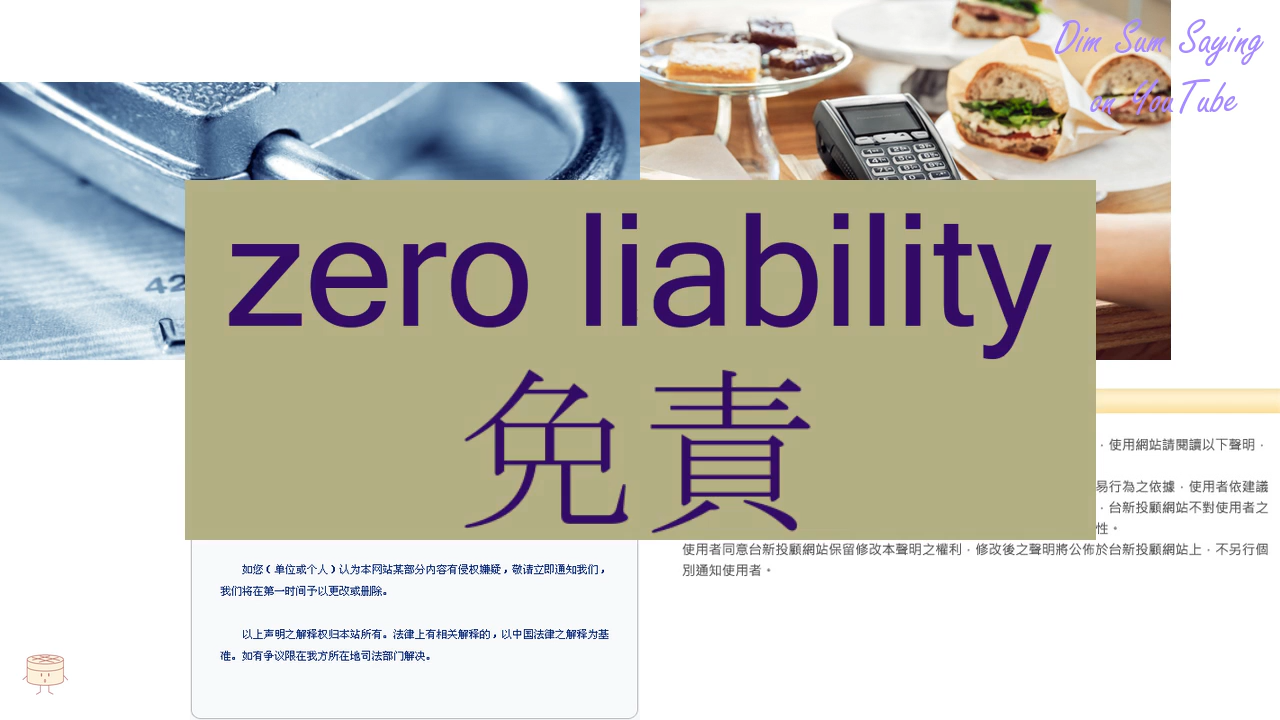 Dim Sum Saying
on YouTube
zero liability
免責
42
，使用網站請閱讀以下聲明，
易行為之依據，使用者依建議
，台新投顧網站不對使用者之
性。
使用者同意台新投顧網站保留修改本聲明之權利，修改後之聲明將公佈於台新投顧網站上，不另行個
別通知使用者。
如您（单位或个人）认为本网站某部分内容有侵权嫌疑，敬请立即通知我们，
我们将在第一时间予以更改或删除。
以上声明之解释权归本站所有。法律上有相关解释的，以中国法律之解释为基
准。如有争议限在我方所在地司法部门解决。